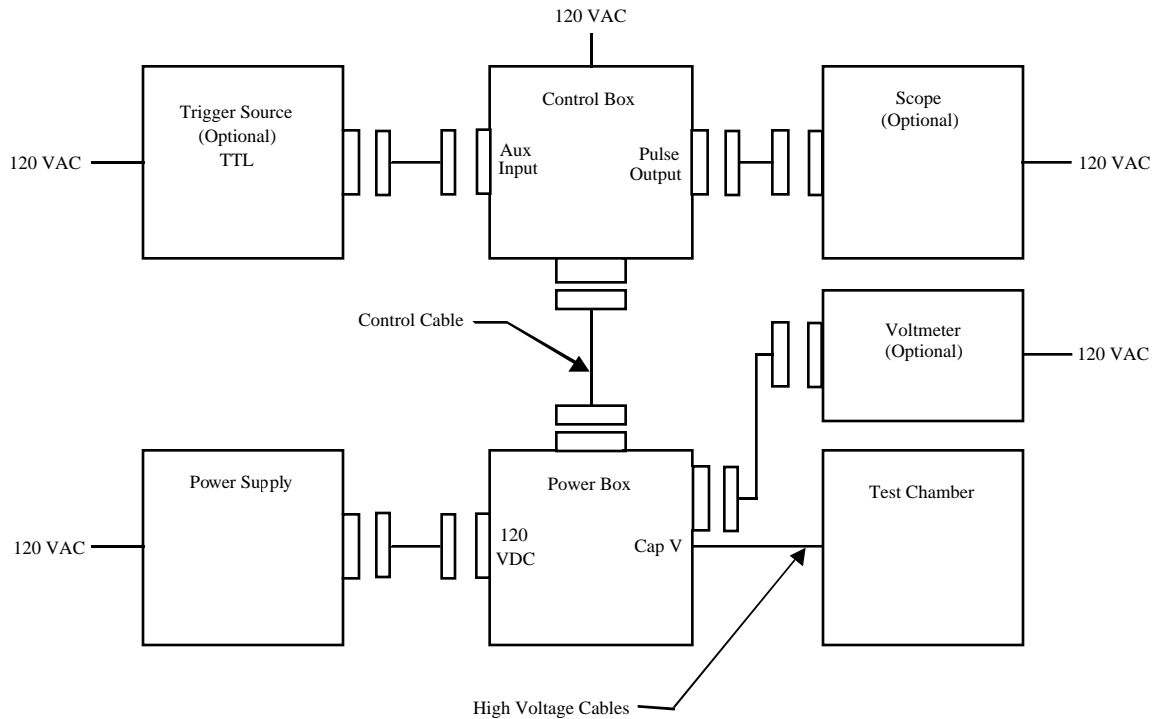 120 VAC
Trigger Source
(Optional)
TTL
Control Box
Scope
(Optional)
120 VAC
Aux
Input
Pulse
Output
120 VAC
Control Cable
Voltmeter
(Optional)
120 VAC
Power Supply
Power Box
Test Chamber
120 VAC
120
VDC
Cap V
High Voltage Cables